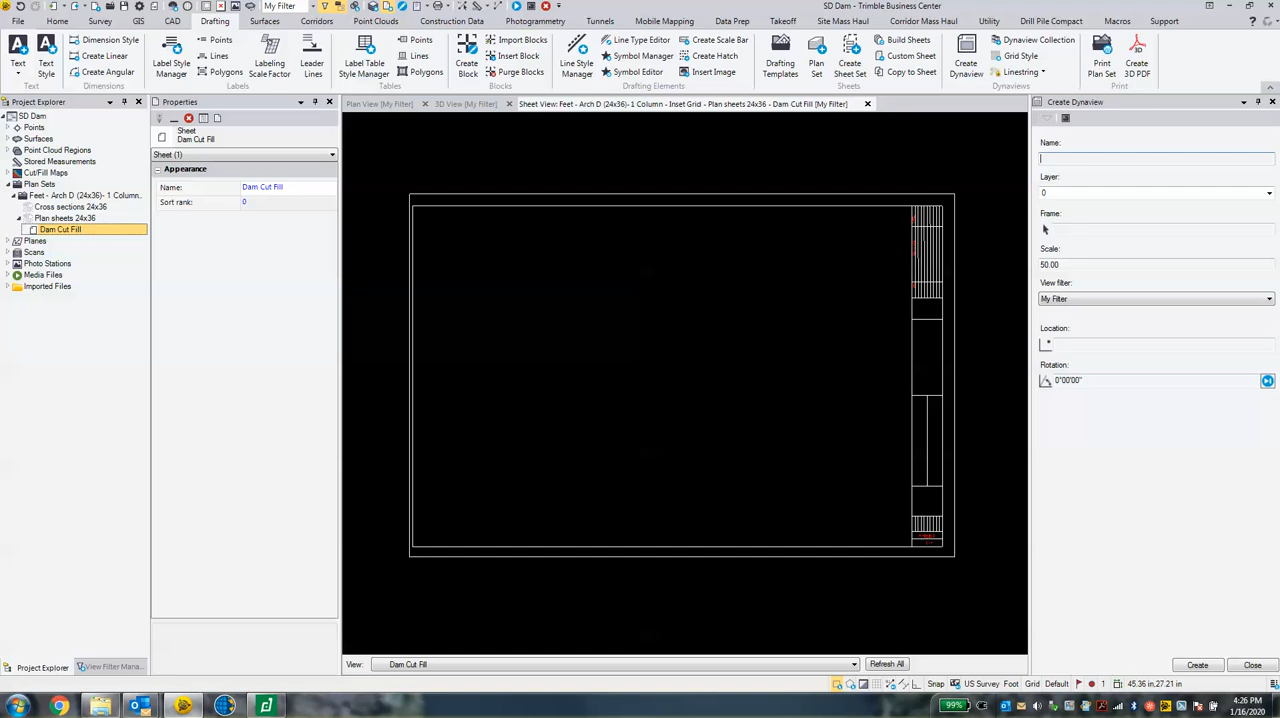 My Filter
SD Dam - Trimble Business Center
File Home Survey GIS CAD Drafting Surfaces Corridors Point Clouds Construction Data Photogrammetry Tunnels Mobile Mapping Data Prep Takeoff Site Mass Haul Corridor Mass Haul Utility Drill Pile Compact Macros Support
Text
Text Style
Dimension Style
Create Linear
Create Angular
Dimensions
Label Style Manager
Points
Lines
Polygons
Labeling Scale Factor
Leader Lines
Labels
Label Table Style Manager
Points
Lines
Polygons
Tables
Create Block
Import Blocks
Insert Block
Purge Blocks
Blocks
Line Style Manager
Line Type Editor
Symbol Manager
Symbol Editor
Create Scale Bar
Create Hatch
Insert Image
Drafting Elements
Drafting Templates
Plan Set
Create Sheet Set
Build Sheets
Custom Sheet
Copy to Sheet
Sheets
Create Dynaview
Dynaview Collection
Grid Style
Linestring
Dynaviews
Print Plan Set
Create 3D PDF
Print
Project Explorer
SD Dam
Points
Surfaces
Point Cloud Regions
Stored Measurements
Cut/Fill Maps
Plan Sets
Feet - Arch D (24x36)- 1 Column...
Cross sections 24x36
Plan sheets 24x36
Dam Cut Fill
Planes
Scans
Photo Stations
Media Files
Imported Files
Project Explorer
View Filter Mana...
Properties
Sheet
Dam Cut Fill
Sheet (1)
Appearance
Name: Dam Cut Fill
Sort rank: 0
Plan View [My Filter]
3D View [My Filter]
Sheet View: Feet - Arch D (24x36)- 1 Column - Inset Grid - Plan sheets 24x36 - Dam Cut Fill [My Filter]
View: Dam Cut Fill
Refresh All
Create Dynaview
Name:
Layer:
0
Frame:
Scale:
50.00
View filter:
My Filter
Location:
Rotation:
0°00'00"
Create
Close
Snap US Survey Foot Grid Default 1 45.36 in,27.21 in
99%
4:26 PM
1/16/2020